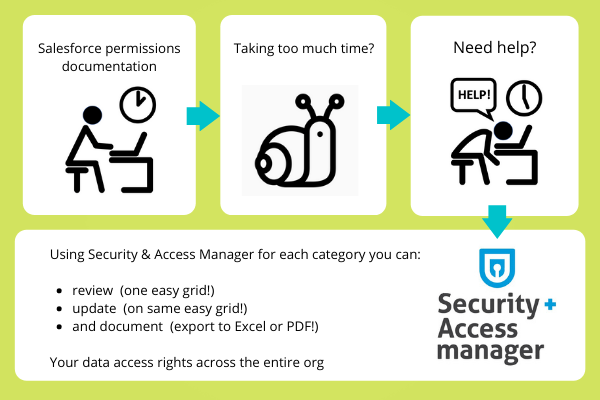 Salesforce permissions
documentation
Taking too much time?
Need help?
HELP!
Using Security & Access Manager for each category you can:
• review (one easy grid!)
• update (on same easy grid!)
• and document (export to Excel or PDF!)
Your data access rights across the entire org
Security +
Access
manager